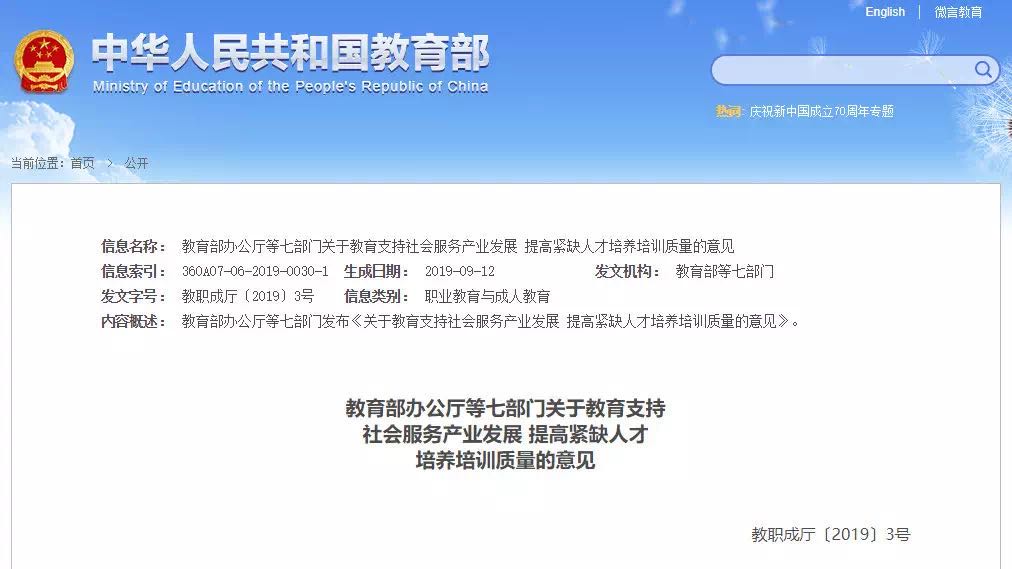 English | 微言教育
中华人民共和国教育部
Ministry of Education of the People's Republic of China
热词: 庆祝新中国成立70周年专题
当前位置: 首页 > 公开
信息名称: 教育部办公厅等七部门关于教育支持社会服务产业发展 提高紧缺人才培养培训质量的意见
信息索引: 360A07-06-2019-0030-1 生成日期: 2019-09-12 发文机构: 教育部等七部门
发文字号: 教职成厅〔2019〕3号 信息类别: 职业教育与成人教育
内容概述: 教育部办公厅等七部门发布《关于教育支持社会服务产业发展 提高紧缺人才培养培训质量的意见》。
教育部办公厅等七部门关于教育支持
社会服务产业发展 提高紧缺人才
培养培训质量的意见
教职成厅〔2019〕3号